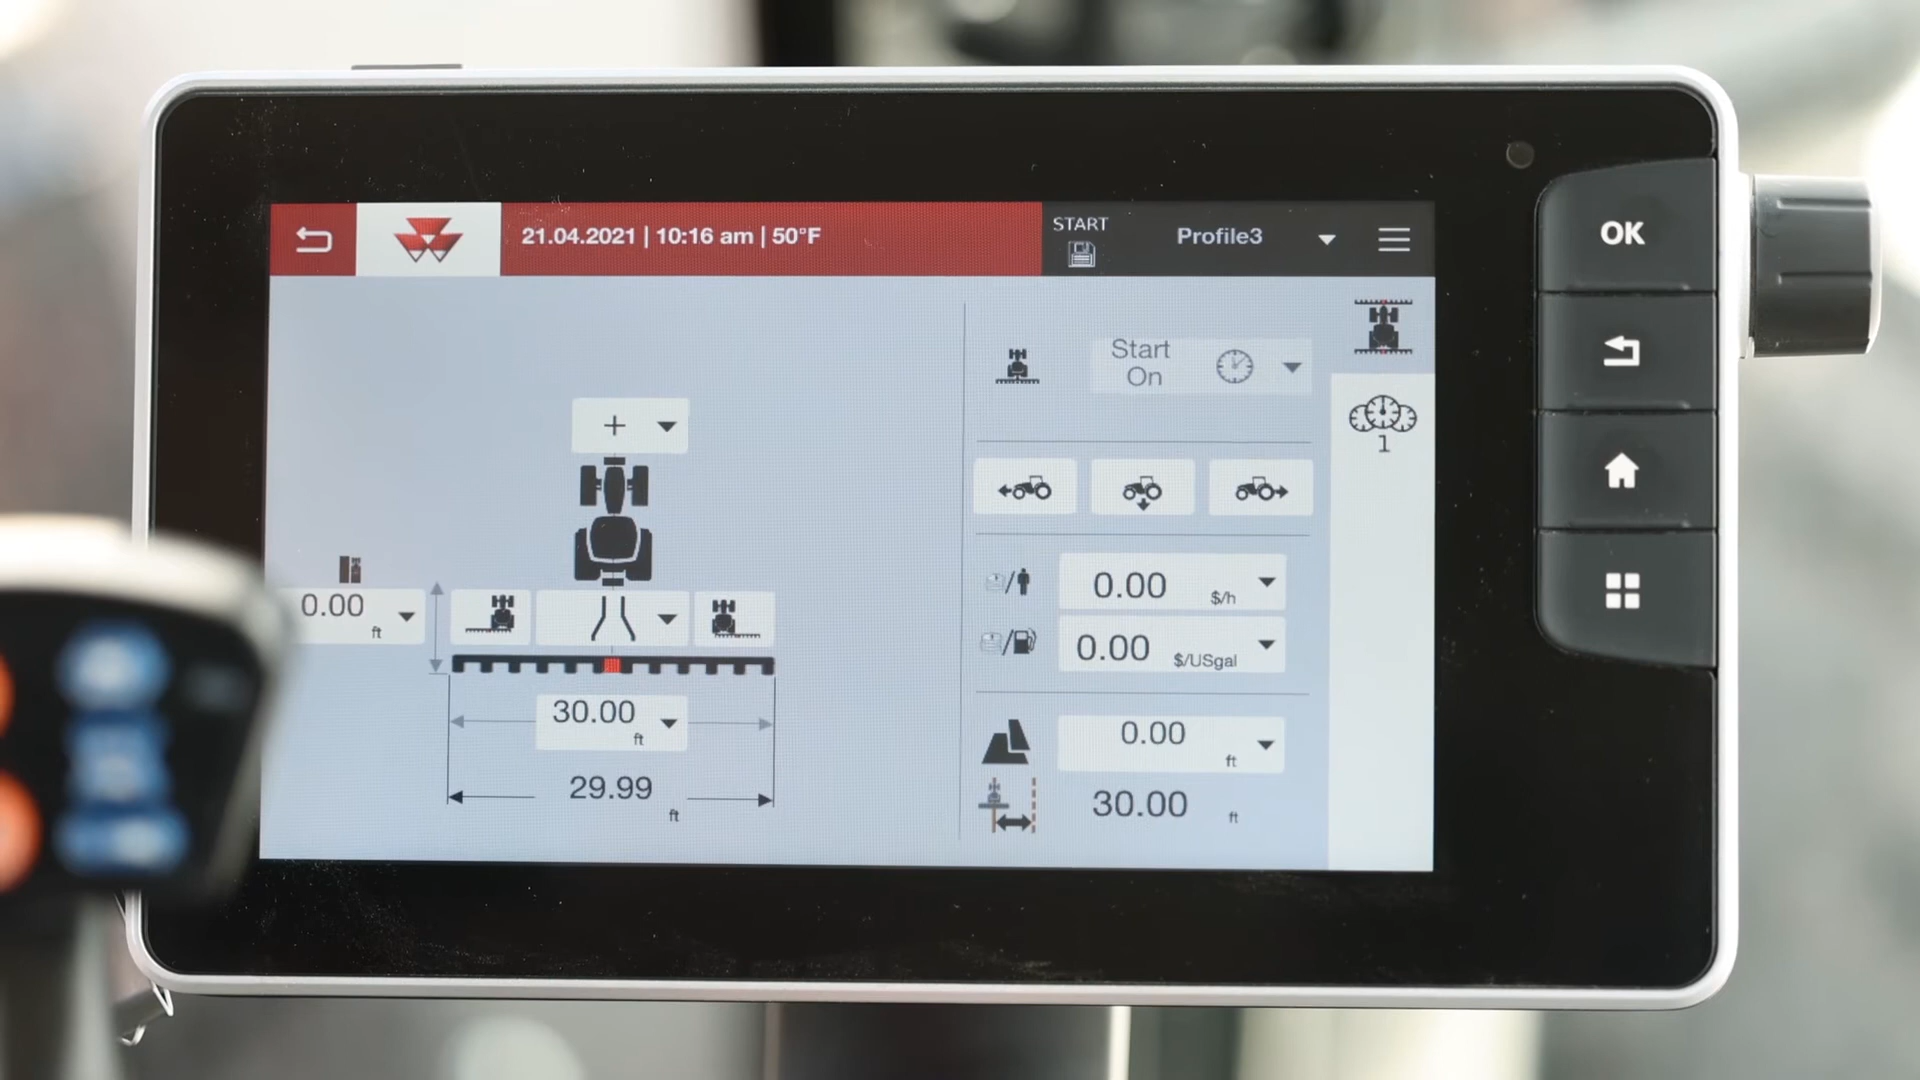 21.04.2021 | 10:16 am | 50°F
START
Profile3
OK
Start
On
1
+
0.00
$/h
0.00
ft
0.00
$/USgal
30.00
ft
0.00
ft
29.99
ft
30.00
ft